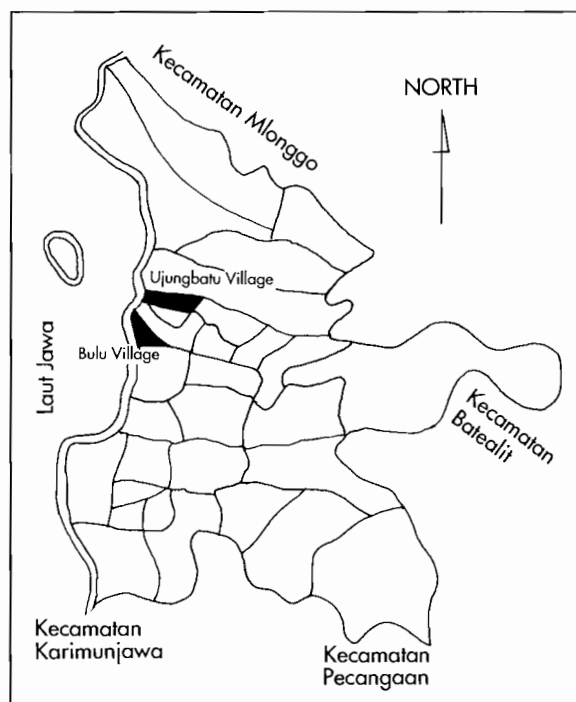 Kecamatan Mlonggo
NORTH
Ujungbatu Village
Bulu Village
Laut Jawa
Kecamatan
Batealit
Kecamatan
Karimunjawa
Kecamatan
Pecangaan